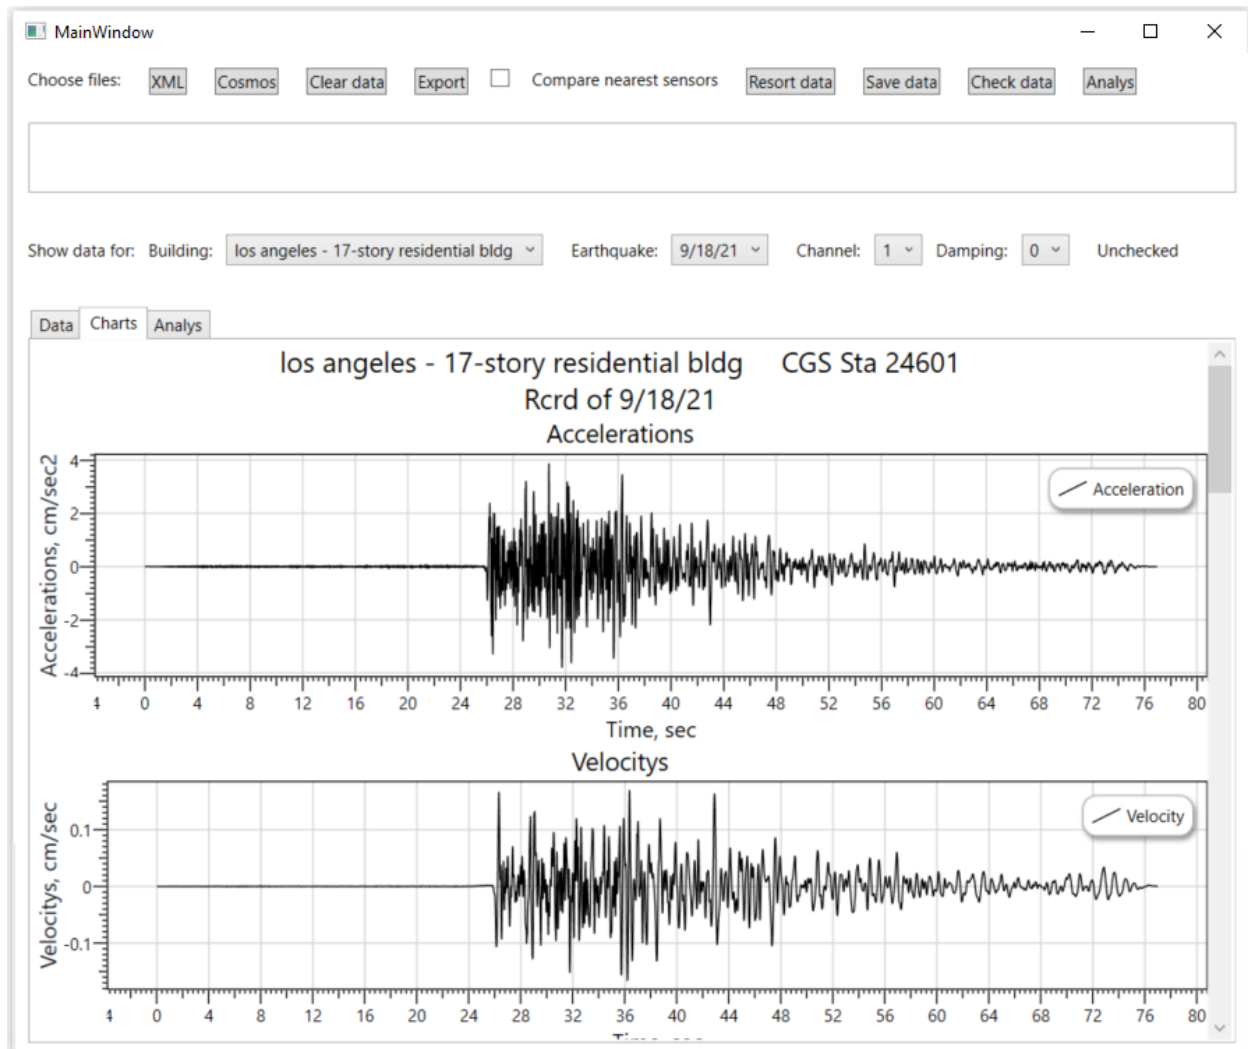 MainWindow
Choose files: XML Cosmos Clear data Export Compare nearest sensors Resort data Save data Check data Analys
Show data for: Building: los angeles - 17-story residential bldg Earthquake: 9/18/21 Channel: 1 Damping: 0 Unchecked
Data Charts Analys
los angeles - 17-story residential bldg CGS Sta 24601
Rcrd of 9/18/21
Accelerations
Accelerations, cm/sec2
4
2
0
-2
-4
Acceleration
4 0 4 8 12 16 20 24 28 32 36 40 44 48 52 56 60 64 68 72 76 80
Time, sec
Velocitys
Velocitys, cm/sec
0.1
0
-0.1
Velocity
4 0 4 8 12 16 20 24 28 32 36 40 44 48 52 56 60 64 68 72 76 80
Time, sec